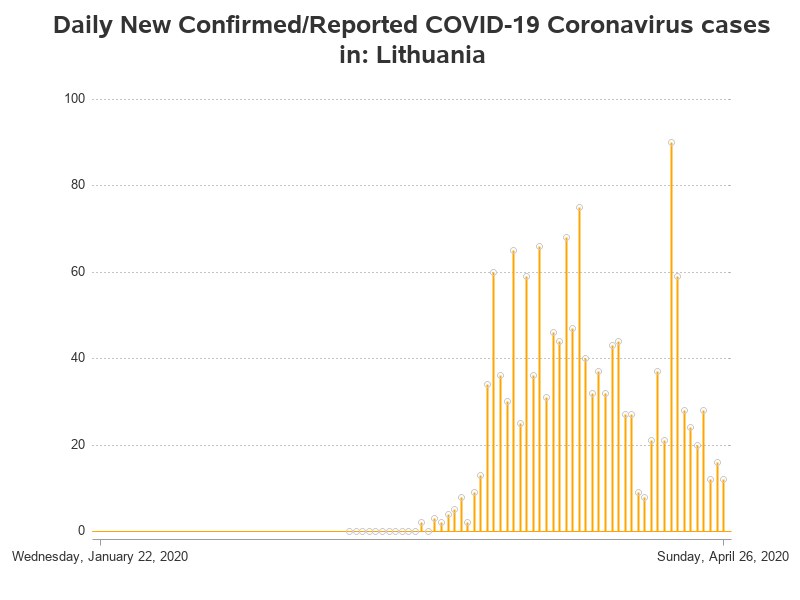 Daily New Confirmed/Reported COVID-19 Coronavirus cases
in: Lithuania
100
80
60
40
20
0
Wednesday, January 22, 2020 Sunday, April 26, 2020